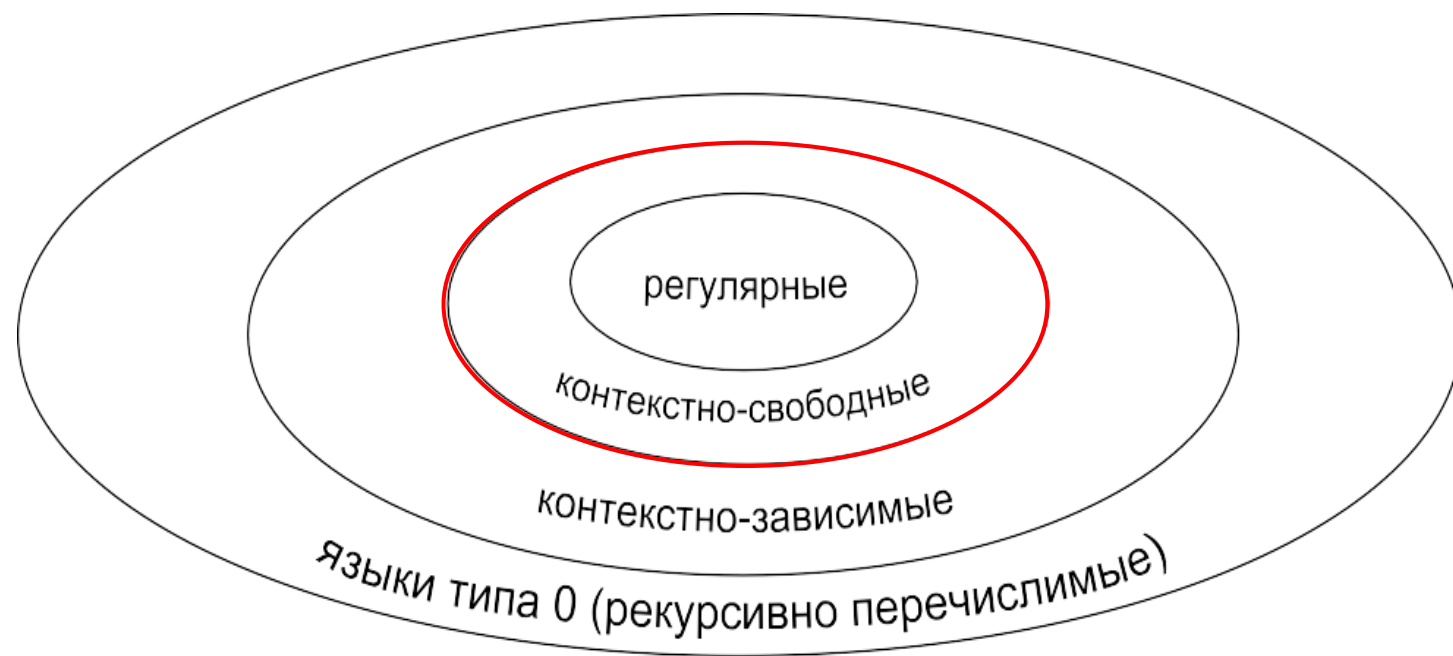 регулярные
контекстно-свободные
контекстно-зависимые
языки типа 0 (рекурсивно перечислимые)